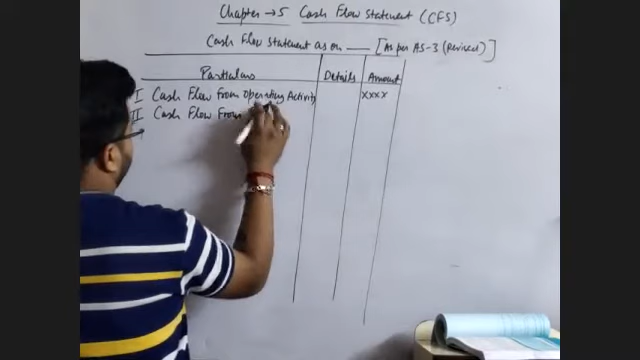 Chapter → 5 Cash Flow Statement (CFS)
Cash Flow Statement as on —— [As per AS-3 (Revised)]
Particulars Details Amount
I Cash Flow From Operating Activity xxxx
II Cash Flow From